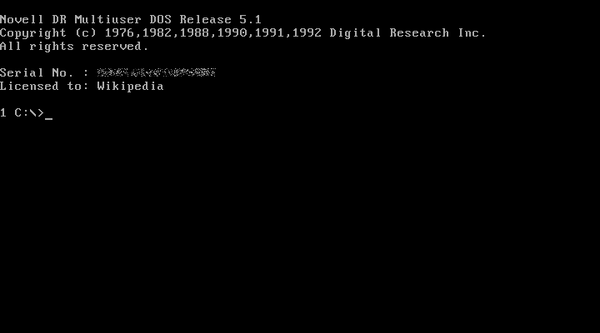 Novell DR Multiuser DOS Release 5.1
Copyright (c) 1976,1982,1988,1990,1991,1992 Digital Research Inc.
All rights reserved.
Serial No. :
Licensed to: Wikipedia
1 C:\>_